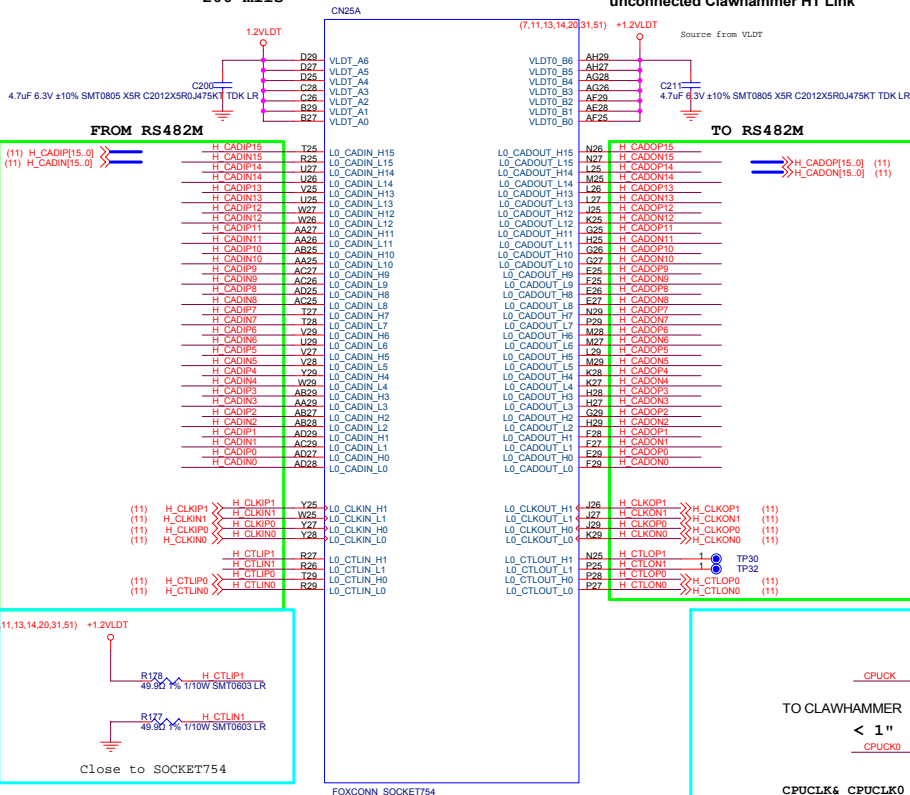 unconnected Clawhammer HT Link
CN25A
1.2VLDT
(7,11,13,14,20,31,51) +1.2VLDT
Source from VLDT
C200
4.7uF 6.3V ±10% SMT0805 X5R C2012X5R0J475KT TDK LR
C211
4.7uF 6.3V ±10% SMT0805 X5R C2012X5R0J475KT TDK LR
D29 VLDT_A6 VLDT0_B6 AH29
D27 VLDT_A5 VLDT0_B5 AH27
D25 VLDT_A4 VLDT0_B4 AG28
C28 VLDT_A3 VLDT0_B3 AG26
C26 VLDT_A2 VLDT0_B2 AF29
B29 VLDT_A1 VLDT0_B1 AE28
B27 VLDT_A0 VLDT0_B0 AF25
FROM RS482M
TO RS482M
(11) H_CADIP[15..0]
(11) H_CADIN[15..0]
H_CADOP[15..0] (11)
H_CADON[15..0] (11)
H_CADIP15 T25 L0_CADIN_H15 L0_CADOUT_H15 N26 H_CADOP15
H_CADIN15 R25 L0_CADIN_L15 L0_CADOUT_L15 N27 H_CADON15
H_CADIP14 U27 L0_CADIN_H14 L0_CADOUT_H14 L25 H_CADOP14
H_CADIN14 U26 L0_CADIN_L14 L0_CADOUT_L14 M25 H_CADON14
H_CADIP13 V25 L0_CADIN_H13 L0_CADOUT_H13 L26 H_CADOP13
H_CADIN13 U25 L0_CADIN_L13 L0_CADOUT_L13 L27 H_CADON13
H_CADIP12 W27 L0_CADIN_H12 L0_CADOUT_H12 J25 H_CADOP12
H_CADIN12 W26 L0_CADIN_L12 L0_CADOUT_L12 K25 H_CADON12
H_CADIP11 AA27 L0_CADIN_H11 L0_CADOUT_H11 G25 H_CADOP11
H_CADIN11 AA26 L0_CADIN_L11 L0_CADOUT_L11 H25 H_CADON11
H_CADIP10 AB25 L0_CADIN_H10 L0_CADOUT_H10 G26 H_CADOP10
H_CADIN10 AA25 L0_CADIN_L10 L0_CADOUT_L10 G27 H_CADON10
H_CADIP9 AC27 L0_CADIN_H9 L0_CADOUT_H9 E25 H_CADOP9
H_CADIN9 AC26 L0_CADIN_L9 L0_CADOUT_L9 F25 H_CADON9
H_CADIP8 AD25 L0_CADIN_H8 L0_CADOUT_H8 E26 H_CADOP8
H_CADIN8 AC25 L0_CADIN_L8 L0_CADOUT_L8 E27 H_CADON8
H_CADIP7 T27 L0_CADIN_H7 L0_CADOUT_H7 N29 H_CADOP7
H_CADIN7 T28 L0_CADIN_L7 L0_CADOUT_L7 P29 H_CADON7
H_CADIP6 V29 L0_CADIN_H6 L0_CADOUT_H6 M28 H_CADOP6
H_CADIN6 U29 L0_CADIN_L6 L0_CADOUT_L6 M27 H_CADON6
H_CADIP5 V27 L0_CADIN_H5 L0_CADOUT_H5 L29 H_CADOP5
H_CADIN5 V28 L0_CADIN_L5 L0_CADOUT_L5 M29 H_CADON5
H_CADIP4 Y29 L0_CADIN_H4 L0_CADOUT_H4 K28 H_CADOP4
H_CADIN4 W29 L0_CADIN_L4 L0_CADOUT_L4 K27 H_CADON4
H_CADIP3 AB29 L0_CADIN_H3 L0_CADOUT_H3 H28 H_CADOP3
H_CADIN3 AA29 L0_CADIN_L3 L0_CADOUT_L3 H27 H_CADON3
H_CADIP2 AB27 L0_CADIN_H2 L0_CADOUT_H2 G29 H_CADOP2
H_CADIN2 AB28 L0_CADIN_L2 L0_CADOUT_L2 H29 H_CADON2
H_CADIP1 AD29 L0_CADIN_H1 L0_CADOUT_H1 F28 H_CADOP1
H_CADIN1 AC29 L0_CADIN_L1 L0_CADOUT_L1 F27 H_CADON1
H_CADIP0 AD27 L0_CADIN_H0 L0_CADOUT_H0 E29 H_CADOP0
H_CADIN0 AD28 L0_CADIN_L0 L0_CADOUT_L0 F29 H_CADON0
(11) H_CLKIP1 H_CLKIP1 Y25 L0_CLKIN_H1 L0_CLKOUT_H1 J26 H_CLKOP1 H_CLKOP1 (11)
(11) H_CLKIN1 H_CLKIN1 W25 L0_CLKIN_L1 L0_CLKOUT_L1 J27 H_CLKON1 H_CLKON1 (11)
(11) H_CLKIP0 H_CLKIP0 Y27 L0_CLKIN_H0 L0_CLKOUT_H0 J29 H_CLKOP0 H_CLKOP0 (11)
(11) H_CLKIN0 H_CLKIN0 Y28 L0_CLKIN_L0 L0_CLKOUT_L0 K29 H_CLKON0 H_CLKON0 (11)
H_CTLIP1 R27 L0_CTLIN_H1 L0_CTLOUT_H1 N25 H_CTLOP1 1 TP30
H_CTLIN1 R26 L0_CTLIN_L1 L0_CTLOUT_L1 P25 H_CTLON1 1 TP32
(11) H_CTLIP0 H_CTLIP0 T29 L0_CTLIN_H0 L0_CTLOUT_H0 P28 H_CTLOP0 H_CTLOP0 (11)
(11) H_CTLIN0 H_CTLIN0 R29 L0_CTLIN_L0 L0_CTLOUT_L0 P27 H_CTLON0 H_CTLON0 (11)
,11,13,14,20,31,51) +1.2VLDT
R178 H_CTLIP1
49.9Ω 1% 1/10W SMT0603 LR
R177 H_CTLIN1
49.9Ω 1% 1/10W SMT0603 LR
Close to SOCKET754
CPUCK
TO CLAWHAMMER
< 1"
CPUCK0
CPUCLK& CPUCLK0
FOXCONN SOCKET754